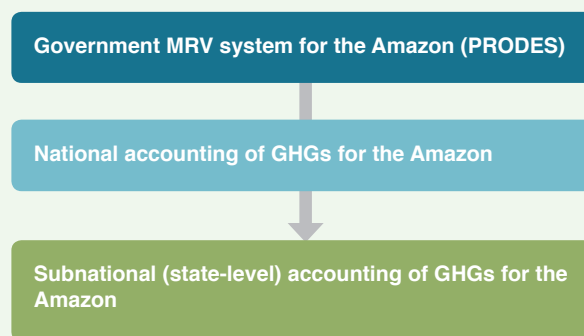 Government MRV system for the Amazon (PRODES)
National accounting of GHGs for the Amazon
Subnational (state-level) accounting of GHGs for the
Amazon